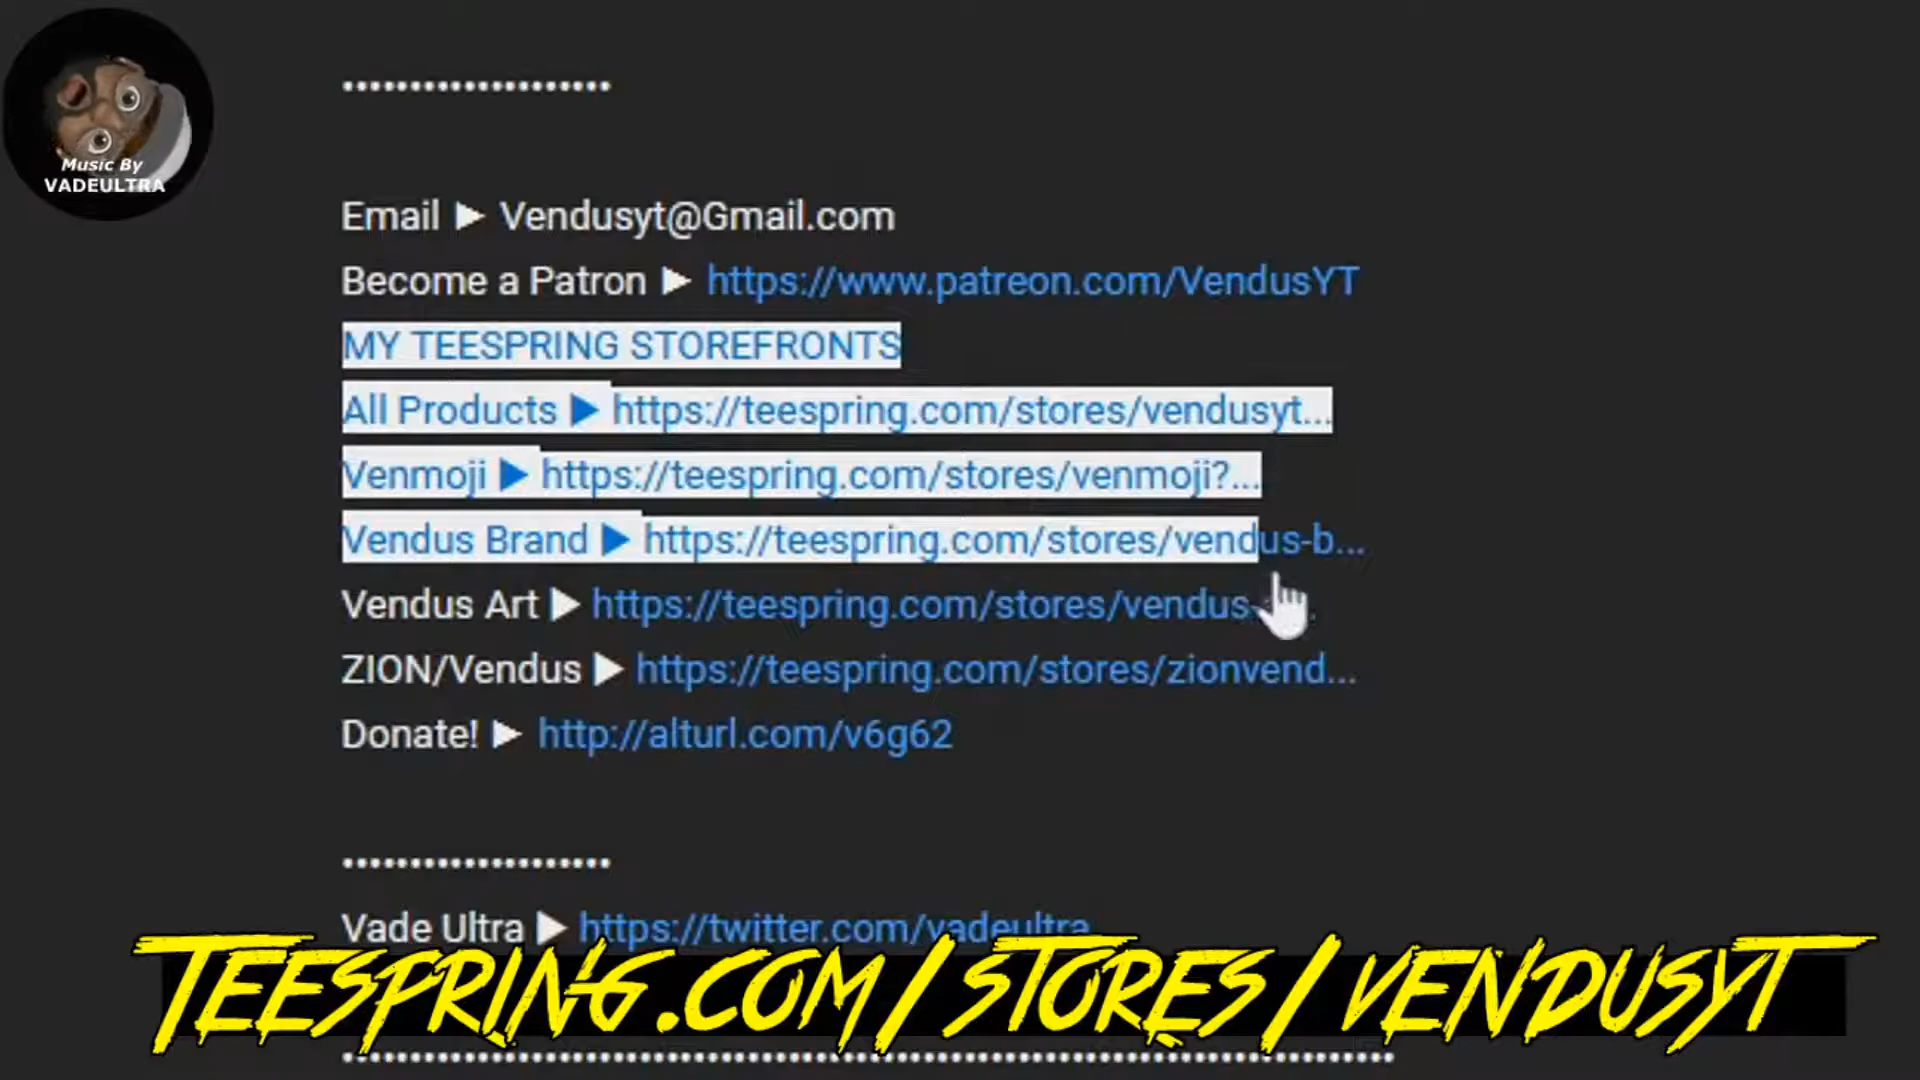 Music By
VADEULTRA
Email ▶ Vendusyt@Gmail.com
Become a Patron ▶ https://www.patreon.com/VendusYT
MY TEESPRING STOREFRONTS
All Products ▶ https://teespring.com/stores/vendusyt...
Venmoji ▶ https://teespring.com/stores/venmoji?...
Vendus Brand ▶ https://teespring.com/stores/vendus-b...
Vendus Art ▶ https://teespring.com/stores/vendus-
ZION/Vendus ▶ https://teespring.com/stores/zionvend...
Donate! ▶ http://alturl.com/v6g62
Vade Ultra ▶ https://twitter.com/vadeultra
TEESPRING.COM/STORES/VENDUSYT